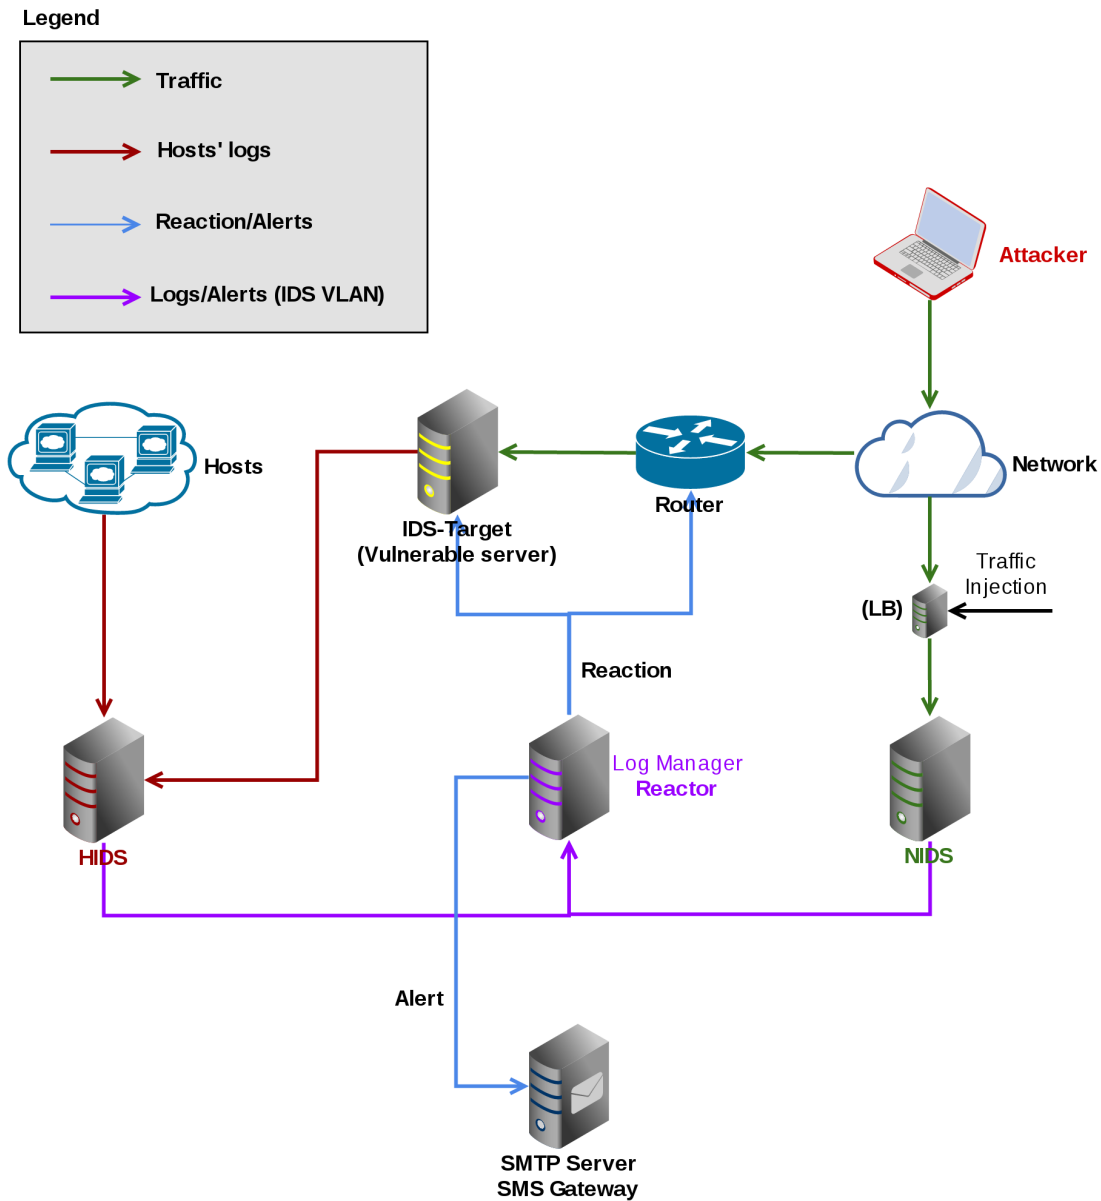 Legend
Traffic
Hosts' logs
Reaction/Alerts
Logs/Alerts (IDS VLAN)
Attacker
Hosts
Network
Router
IDS-Target
(Vulnerable server)
Traffic
Injection
(LB)
Reaction
Log Manager
Reactor
HIDS
NIDS
Alert
SMTP Server
SMS Gateway